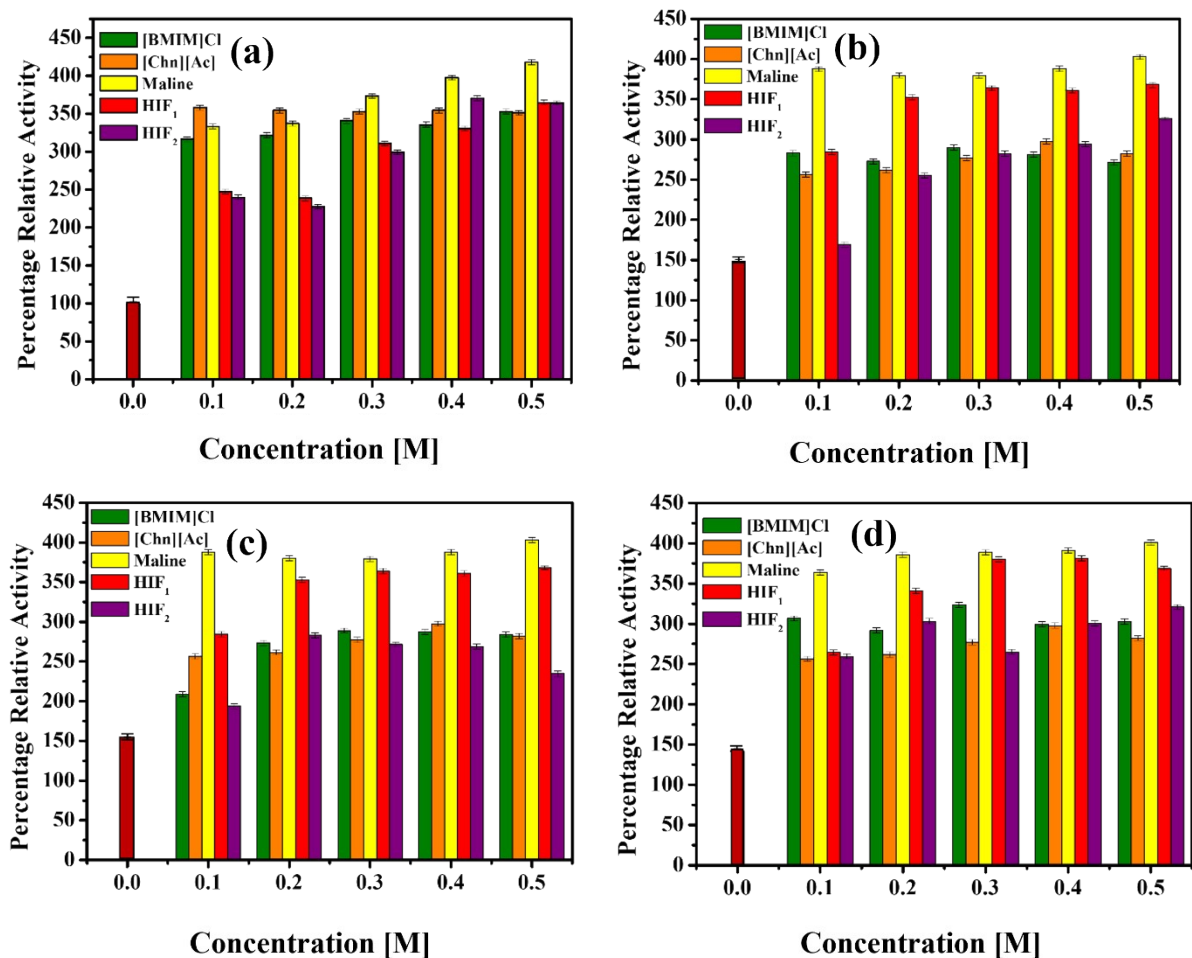 (a)
[BMIM]Cl
[Chn][Ac]
Maline
HIF₁
HIF₂
Percentage Relative Activity
450
400
350
300
250
200
150
100
50
0
0.0 0.1 0.2 0.3 0.4 0.5
Concentration [M]
(b)
[BMIM]Cl
[Chn][Ac]
Maline
HIF₁
HIF₂
Percentage Relative Activity
450
400
350
300
250
200
150
100
50
0
0.0 0.1 0.2 0.3 0.4 0.5
Concentration [M]
(c)
[BMIM]Cl
[Chn][Ac]
Maline
HIF₁
HIF₂
Percentage Relative Activity
450
400
350
300
250
200
150
100
50
0
0.0 0.1 0.2 0.3 0.4 0.5
Concentration [M]
(d)
[BMIM]Cl
[Chn][Ac]
Maline
HIF₁
HIF₂
Percentage Relative Activity
450
400
350
300
250
200
150
100
50
0
0.0 0.1 0.2 0.3 0.4 0.5
Concentration [M]